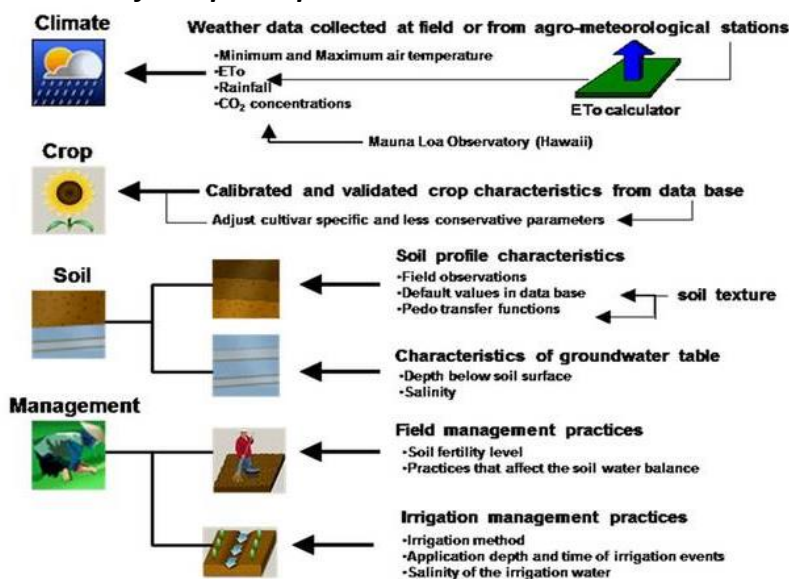 Climate
Weather data collected at field or from agro-meteorological stations
•Minimum and Maximum air temperature
•ETo
•Rainfall
•CO₂ concentrations
ETo calculator
Mauna Loa Observatory (Hawaii)
Crop
Calibrated and validated crop characteristics from data base
Adjust cultivar specific and less conservative parameters
Soil
Soil profile characteristics
•Field observations
•Default values in data base
•Pedo transfer functions
soil texture
Characteristics of groundwater table
•Depth below soil surface
•Salinity
Management
Field management practices
•Soil fertility level
•Practices that affect the soil water balance
Irrigation management practices
•Irrigation method
•Application depth and time of irrigation events
•Salinity of the irrigation water